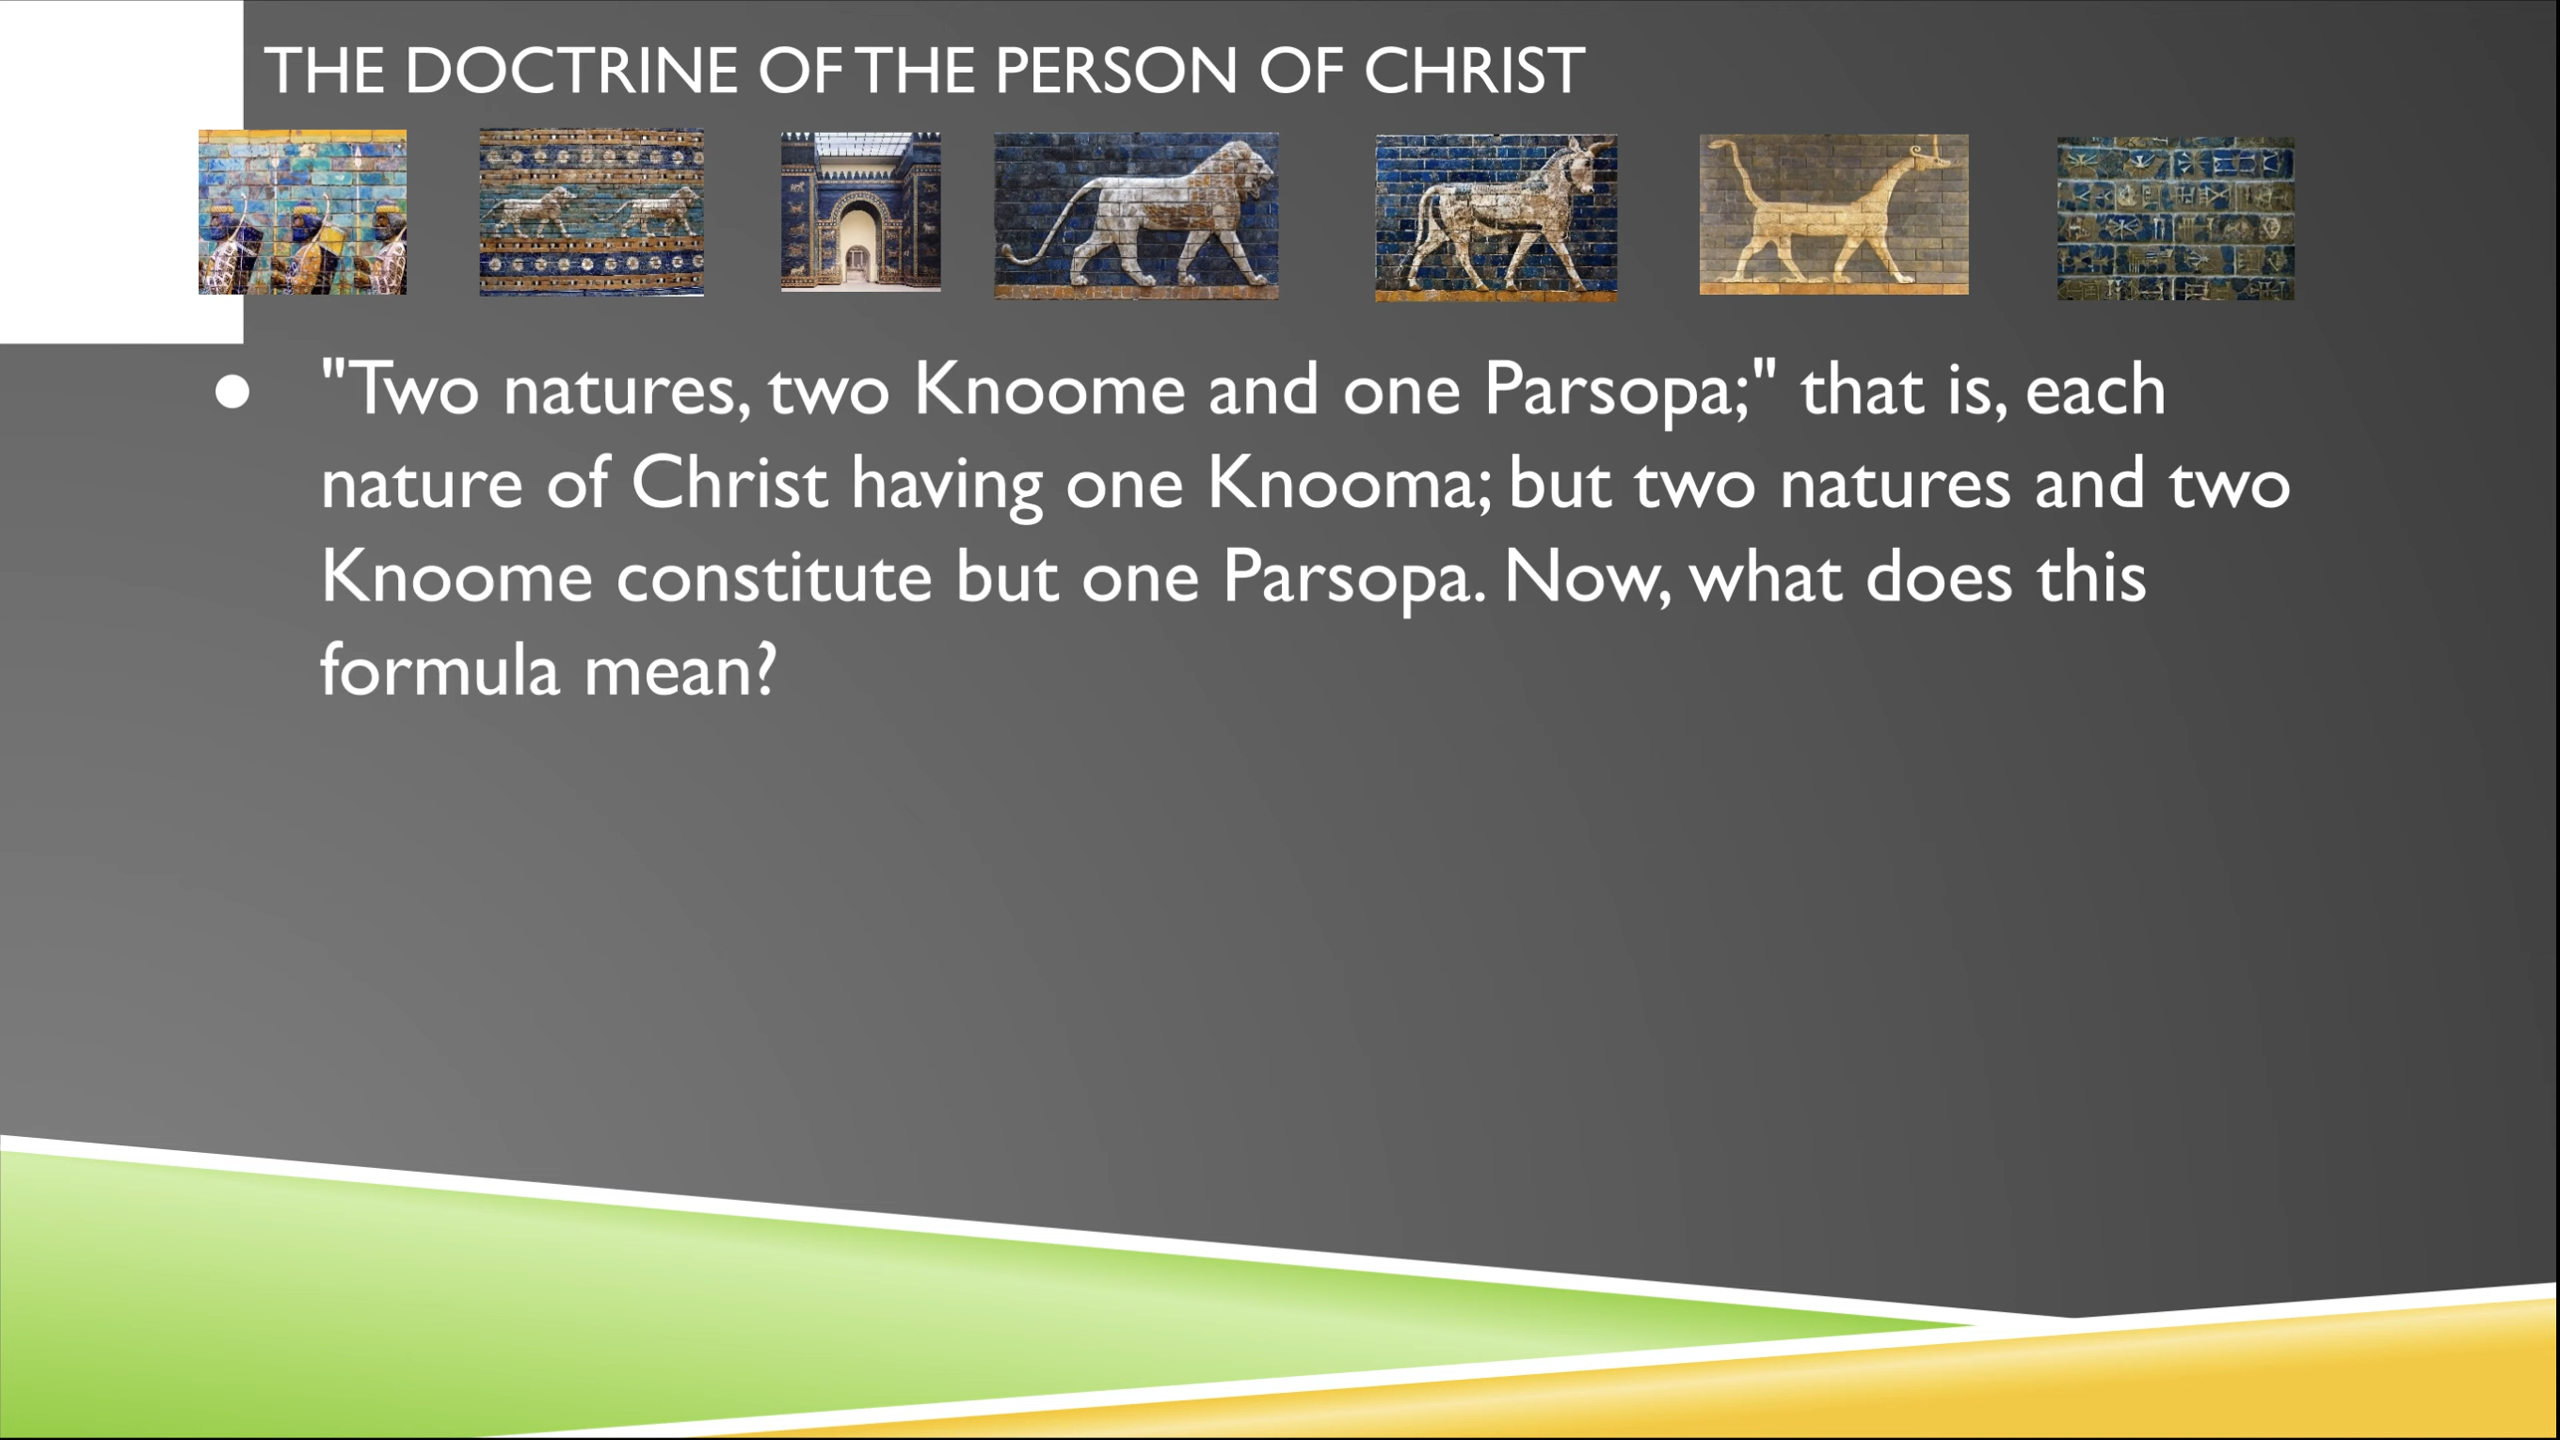 THE DOCTRINE OF THE PERSON OF CHRIST
● "Two natures, two Knoome and one Parsopa;" that is, each
nature of Christ having one Knooma; but two natures and two
Knoome constitute but one Parsopa. Now, what does this
formula mean?